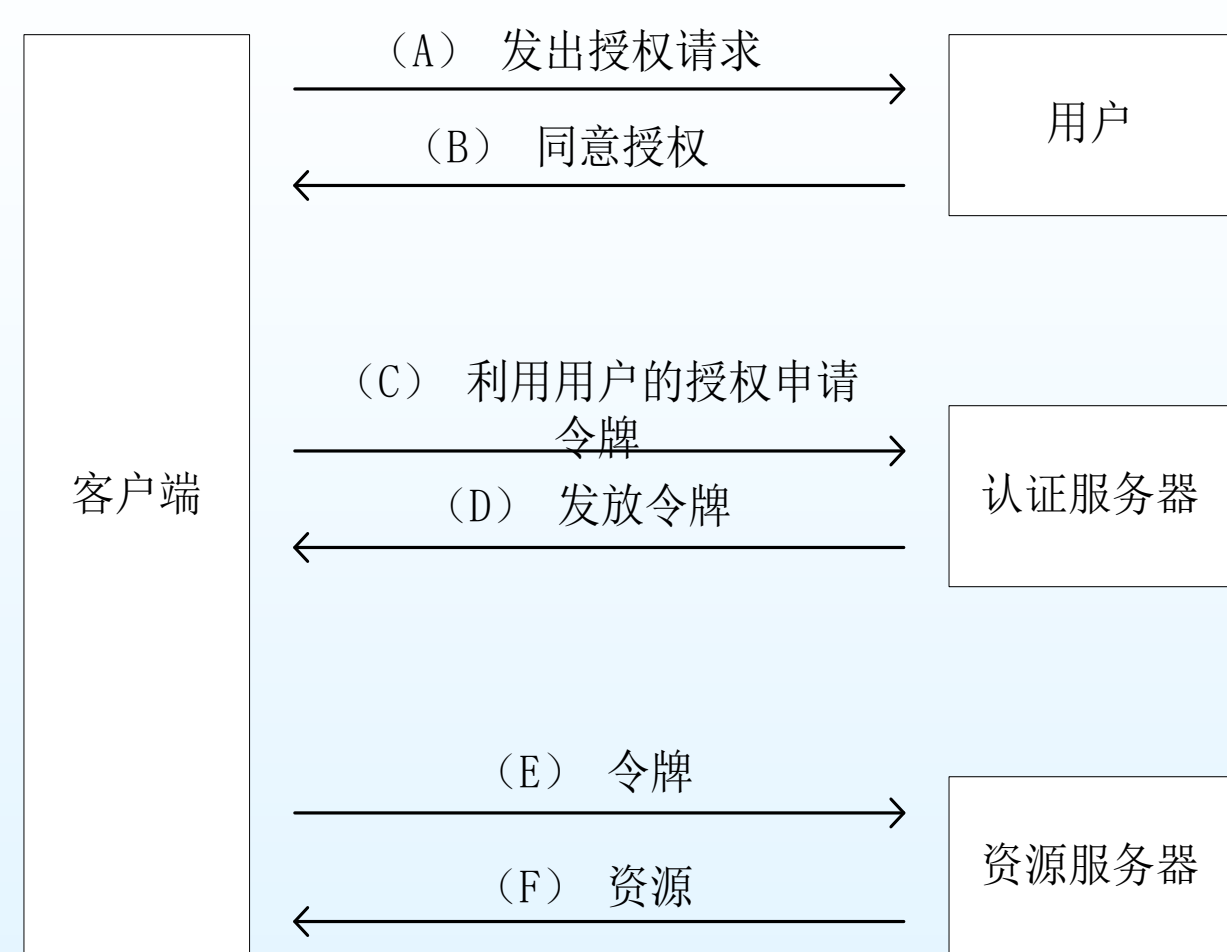 （A） 发出授权请求
用户
（B） 同意授权
（C） 利用用户的授权申请
令牌
客户端
认证服务器
（D） 发放令牌
（E） 令牌
资源服务器
（F） 资源